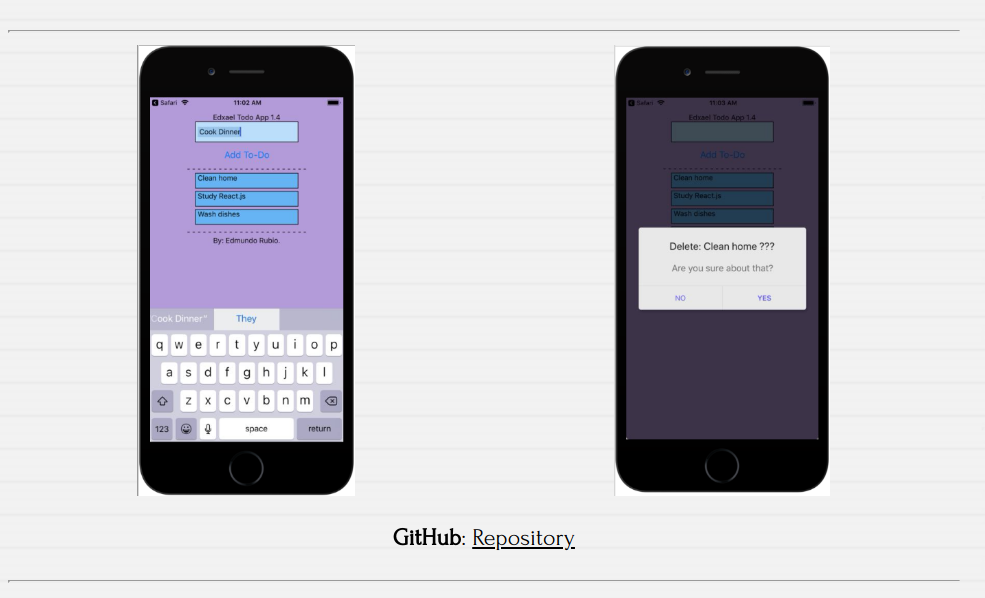 Safari 11:02 AM
Edxael Todo App 1.4
Cook Dinner
Add To-Do
Clean home
Study React.js
Wash dishes
By: Edmundo Rubio.
Cook Dinner" They
q w e r t y u i o p
a s d f g h j k l
z x c v b n m
123 space return
Safari 11:03 AM
Edxael Todo App 1.4
Add To-Do
Clean home
Study React.js
Wash dishes
Delete: Clean home ???
Are you sure about that?
NO YES
GitHub: Repository